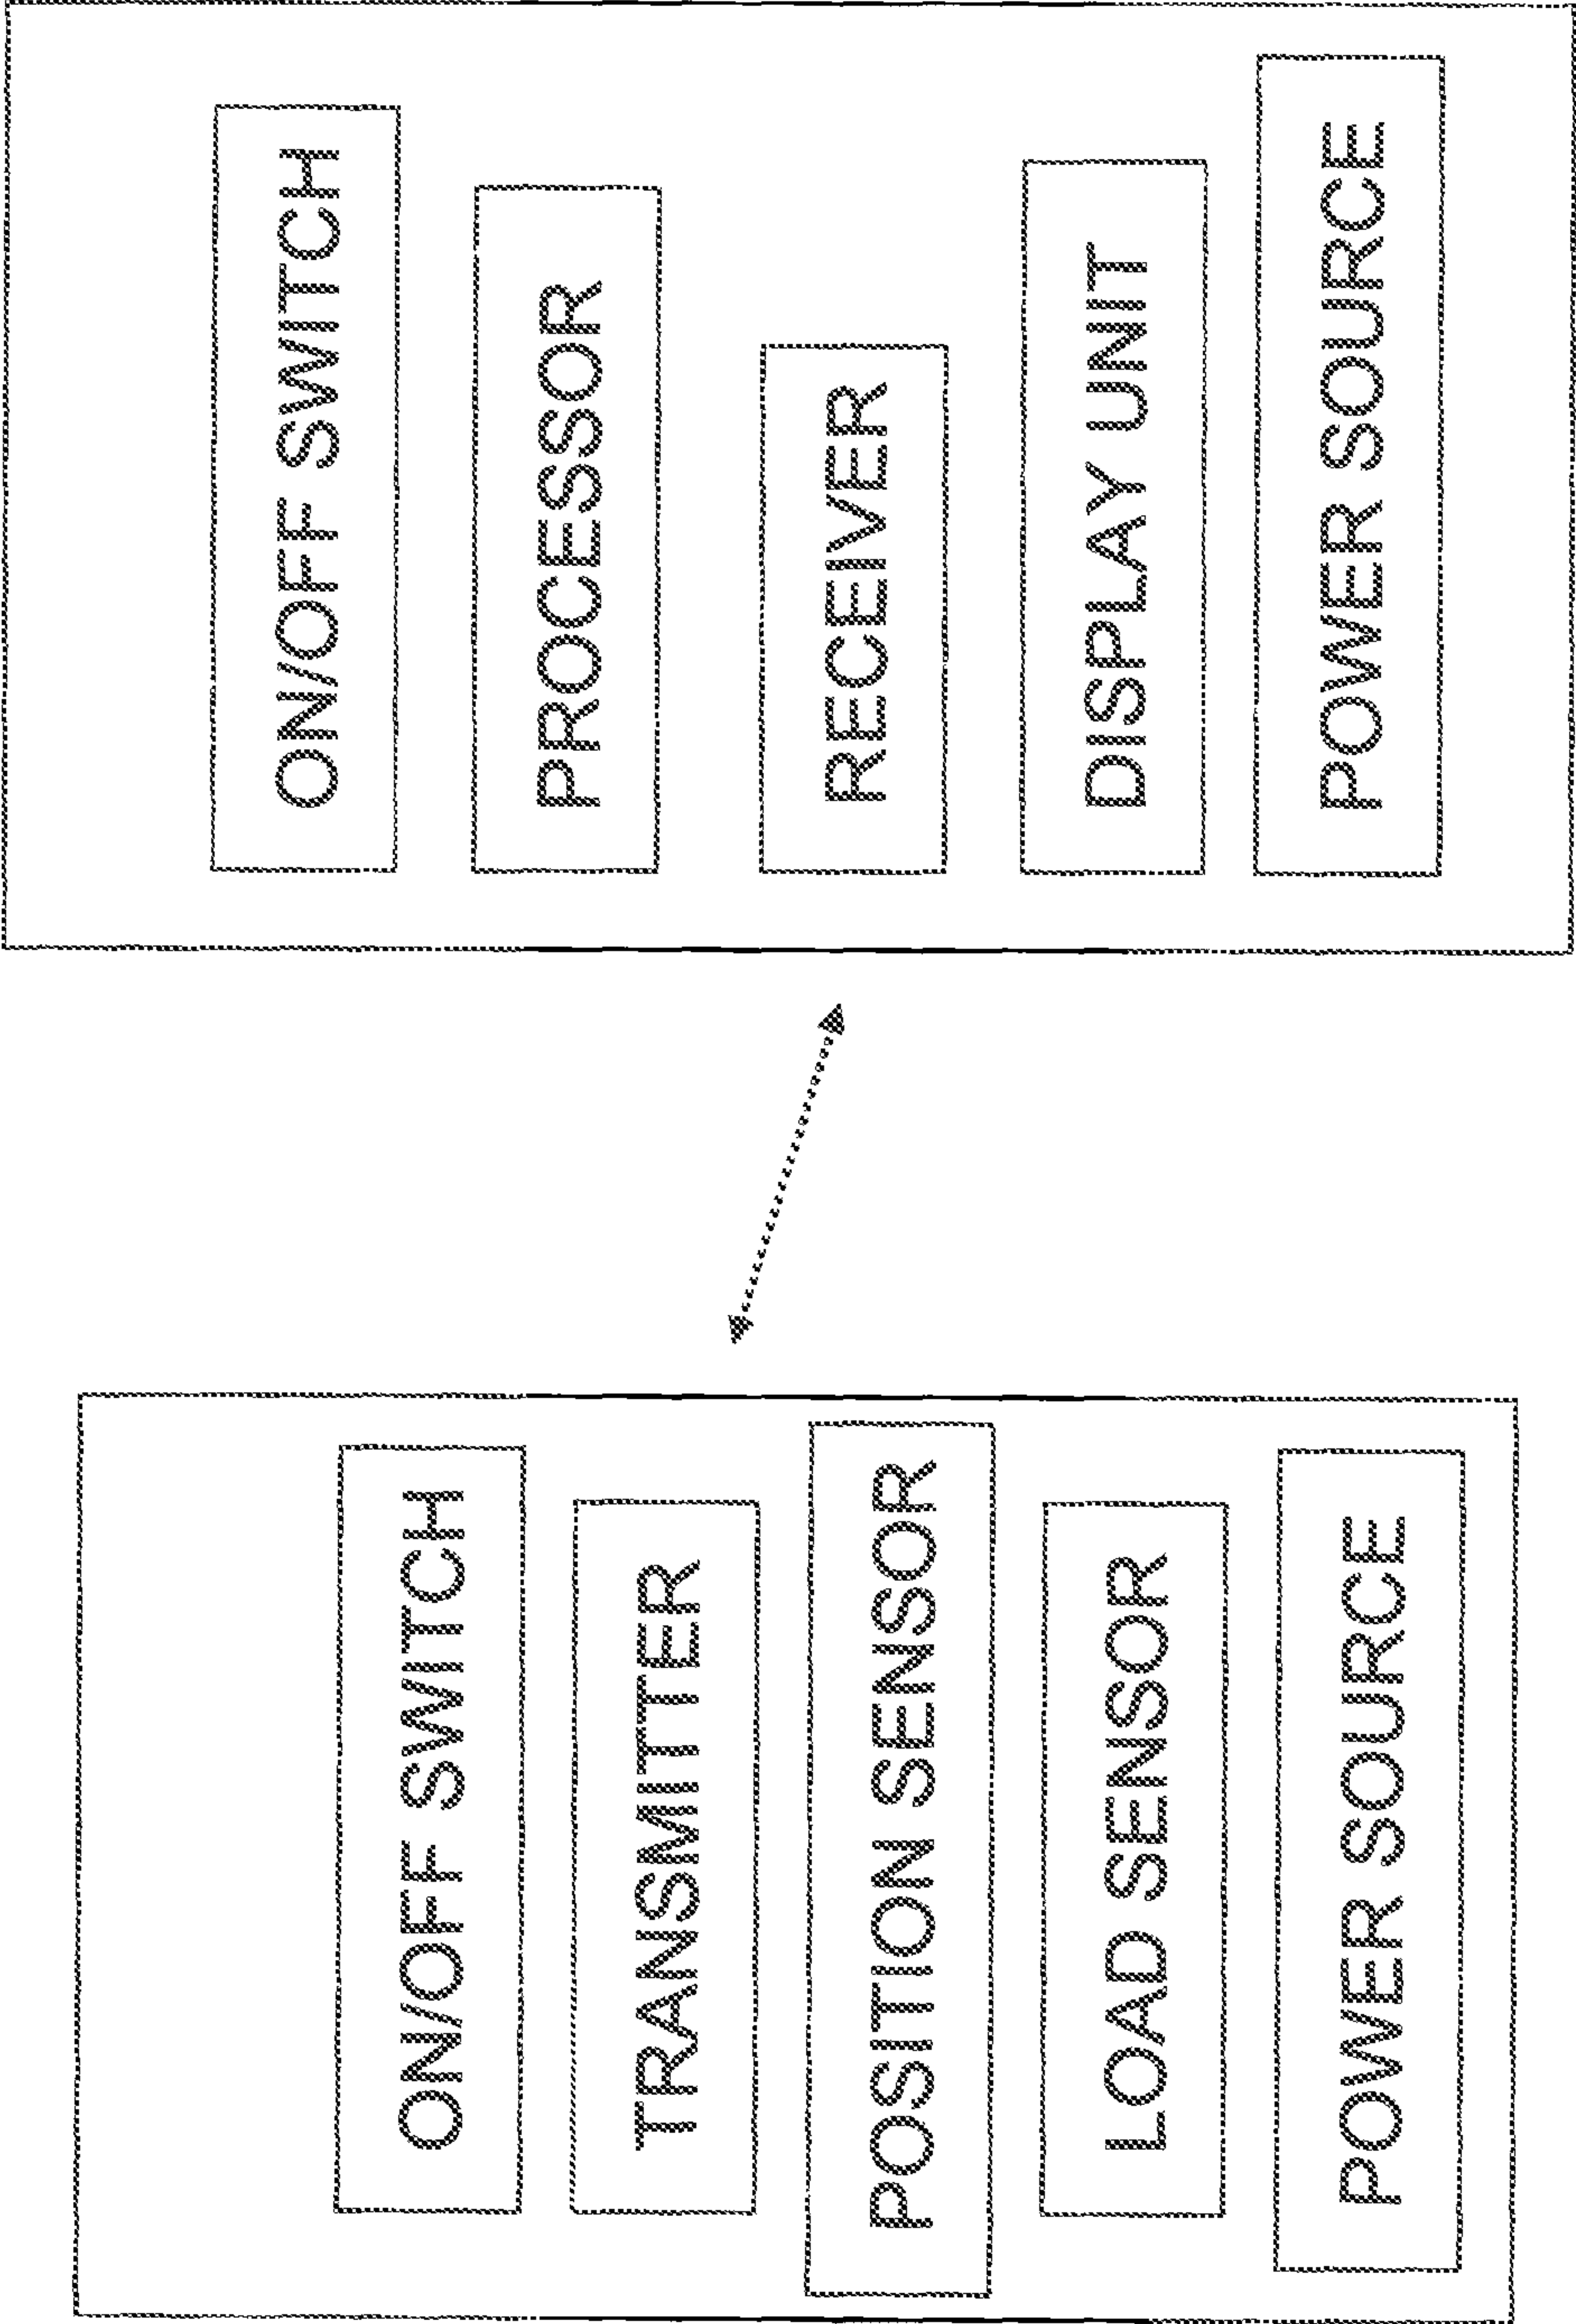 ON/OFF SWITCH
TRANSMITTER
POSITION SENSOR
LOAD SENSOR
POWER SOURCE
ON/OFF SWITCH
PROCESSOR
RECEIVER
DISPLAY UNIT
POWER SOURCE